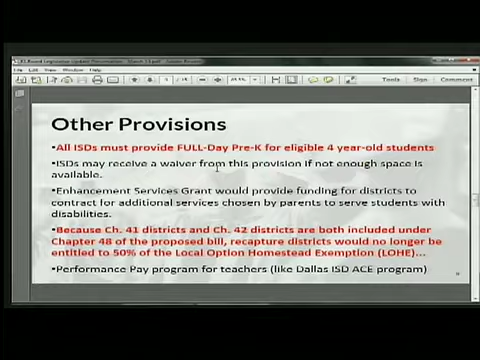 File Edit View Window Help
Tools Sign Comment
Other Provisions
All ISDs must provide FULL-Day Pre-K for eligible 4 year-old students
ISDs may receive a waiver from this provision if not enough space is
available.
Enhancement Services Grant would provide funding for districts to
contract for additional services chosen by parents to serve students with
disabilities.
Because Ch. 41 districts and Ch. 42 districts are both included under
Chapter 48 of the proposed bill, recapture districts would no longer be
entitled to 50% of the Local Option Homestead Exemption (LOHE)...
Performance Pay program for teachers (like Dallas ISD ACE program)